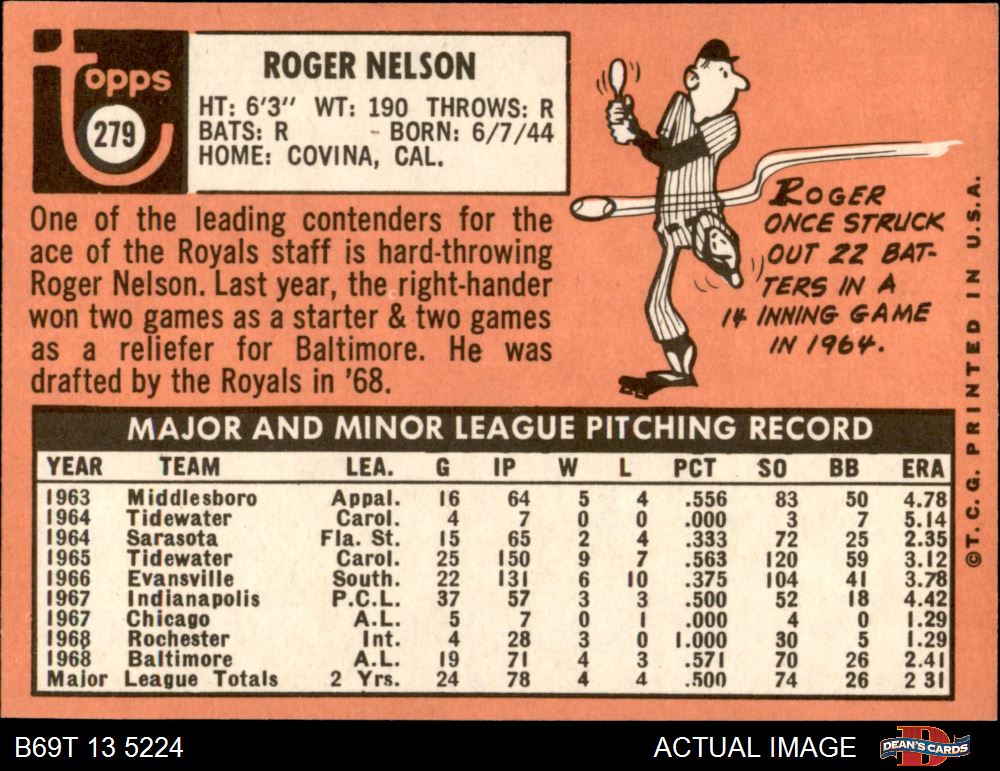 topps
279
ROGER NELSON
HT: 6'3" WT: 190 THROWS: R
BATS: R - BORN: 6/7/44
HOME: COVINA, CAL.
One of the leading contenders for the
ace of the Royals staff is hard-throwing
Roger Nelson. Last year, the right-hander
won two games as a starter & two games
as a reliefer for Baltimore. He was
drafted by the Royals in '68.
ROGER
ONCE STRUCK
OUT 22 BAT-
TERS IN A
14 INNING GAME
IN 1964.
MAJOR AND MINOR LEAGUE PITCHING RECORD
YEAR TEAM LEA. G IP W L PCT SO BB ERA
1963 Middlesboro Appal. 16 64 5 4 .556 83 50 4.78
1964 Tidewater Carol. 4 7 0 0 .000 3 7 5.14
1964 Sarasota Fla. St. 15 65 2 4 .333 72 25 2.35
1965 Tidewater Carol. 25 150 9 7 .563 120 59 3.12
1966 Evansville South. 22 131 6 10 .375 104 41 3.78
1967 Indianapolis P.C.L. 37 57 3 3 .500 52 18 4.42
1967 Chicago A.L. 5 7 0 1 .000 4 0 1.29
1968 Rochester Int. 4 28 3 0 1.000 30 5 1.29
1968 Baltimore A.L. 19 71 4 3 .571 70 26 2.41
Major League Totals 2 Yrs. 24 78 4 4 .500 74 26 2 31
©T.C.G. PRINTED IN U.S.A.
B69T 13 5224
ACTUAL IMAGE
DEAN'S CARDS